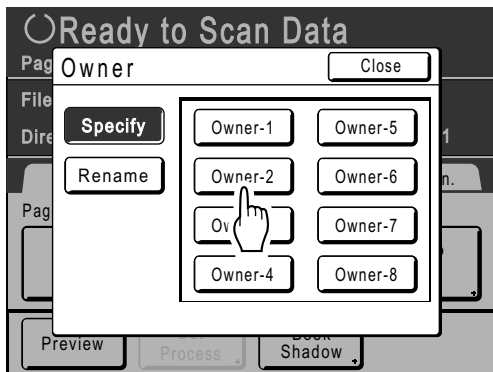 Ready to Scan Data
Pag
Owner
Close
File
Specify
Owner-1
Owner-5
Dire
1
Rename
Owner-2
Owner-6
n.
Pag
Owner-7
Owner-4
Owner-8
Preview
Process
Book
Shadow